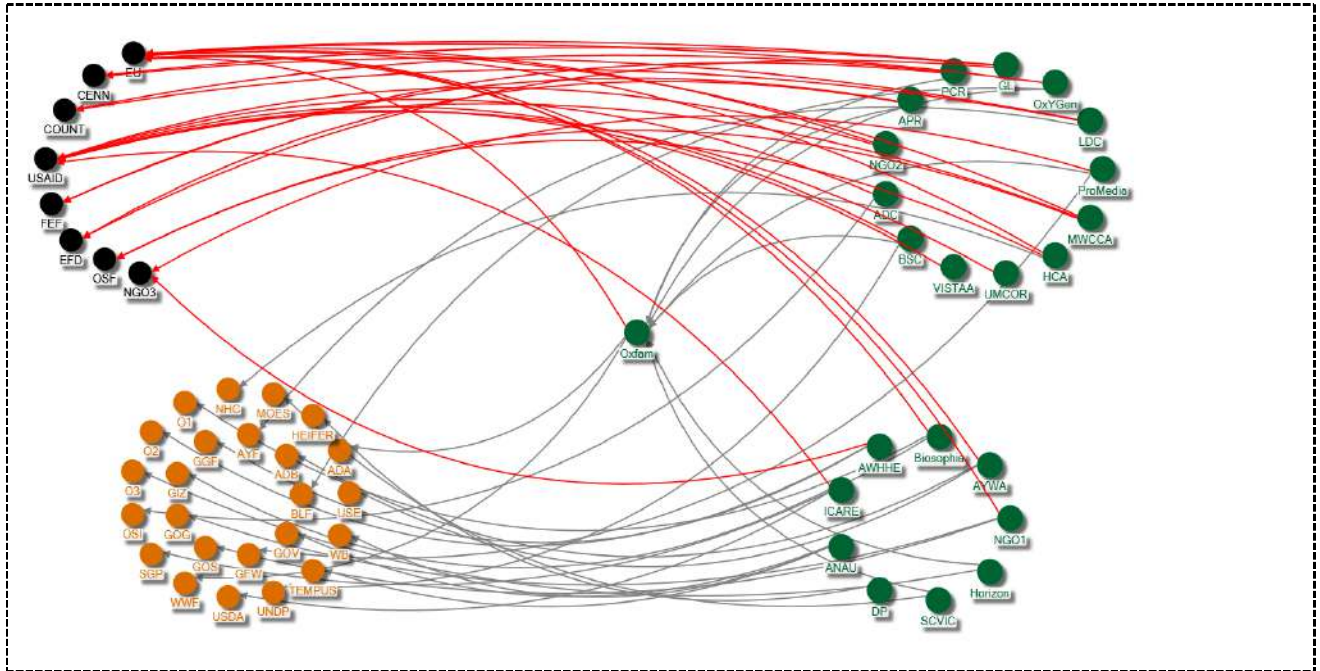 EU
CENN
COUNT
USAID
FEF
EFD
OSF
NGO3
PCR
GL
OxYGen
APR
LDC
NGO2
ProMedia
ADC
MWCCA
BSC
HCA
VISTAA
UMCOR
Oxfam
NHC
MOES
O1
HEIFER
O2
GGF
AYF
ADB
ADA
O3
GIZ
BLF
USE
OSI
GOG
GOV
WB
SGP
GOS
GFW
TEMPUS
WWF
USDA
UNDP
AWHHE
Biosophia
AYWA
ICARE
NGO1
ANAU
Horizon
DP
SCVIC